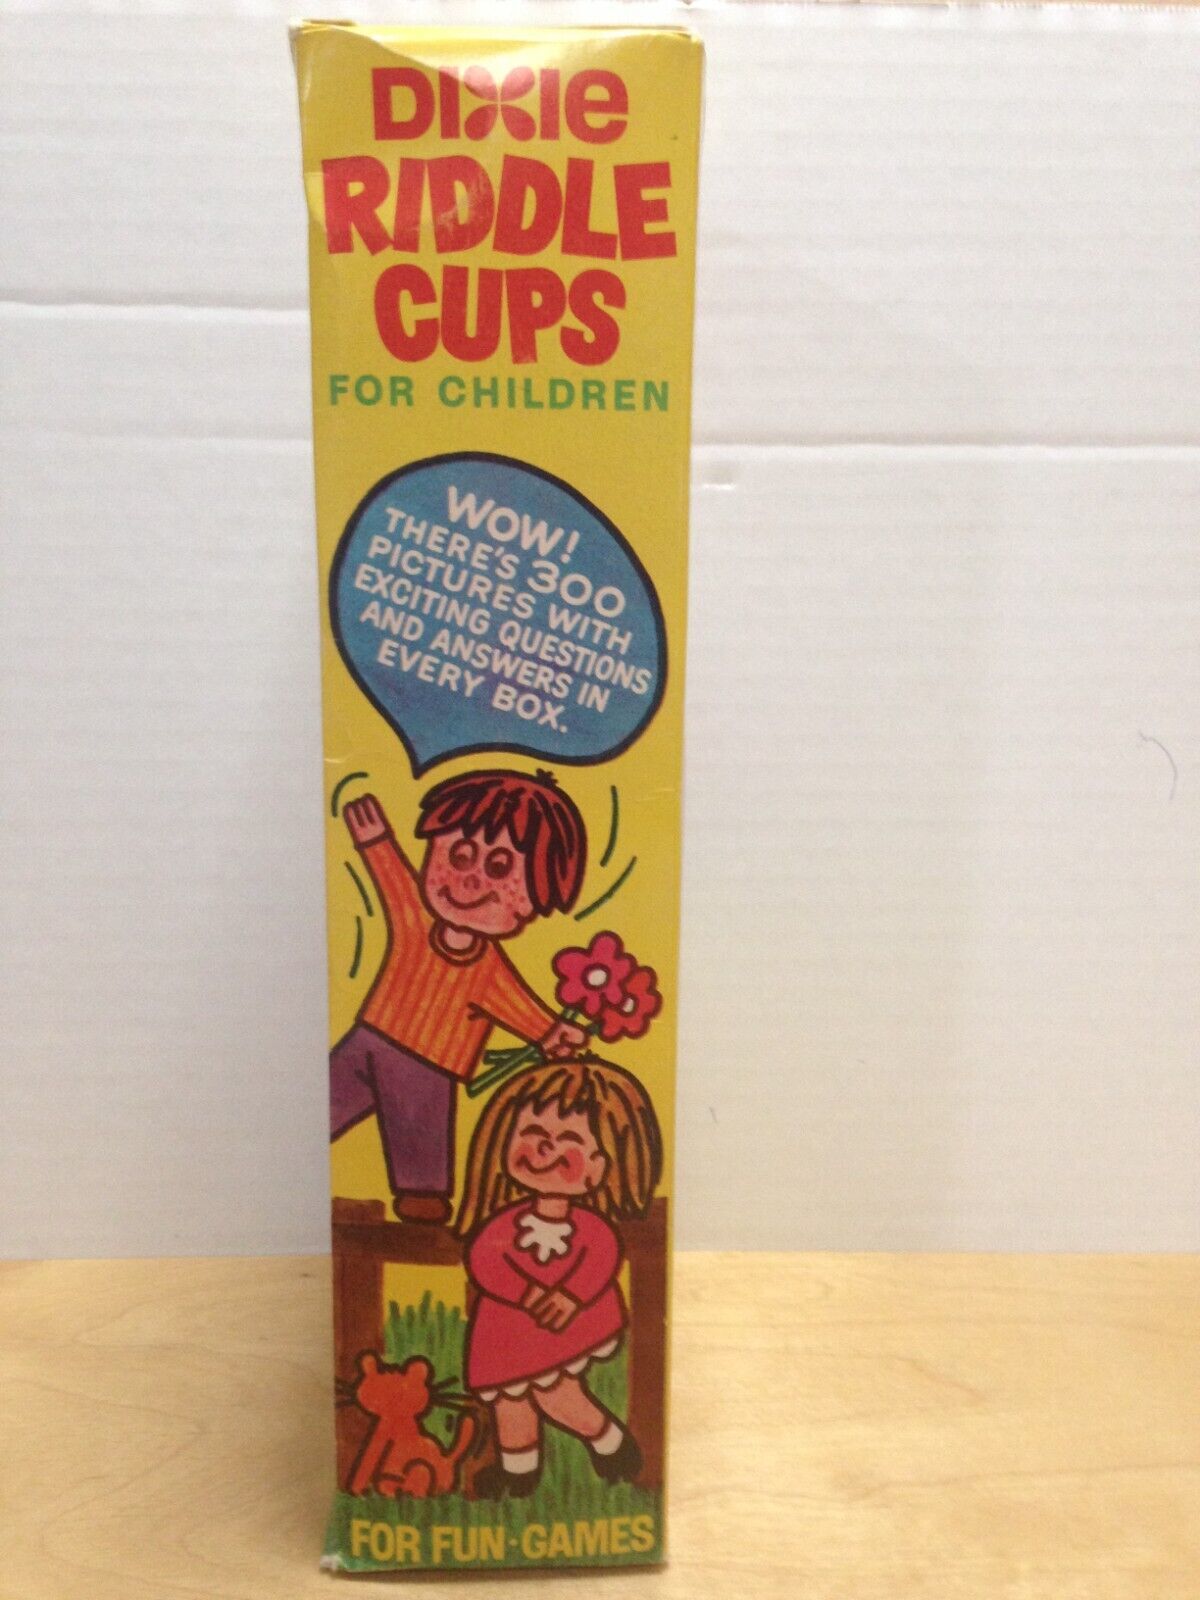 DIXIE
RIDDLE
CUPS
FOR CHILDREN
WOW!
THERE'S 300
PICTURES WITH
EXCITING QUESTIONS
AND ANSWERS IN
EVERY BOX.
FOR FUN·GAMES